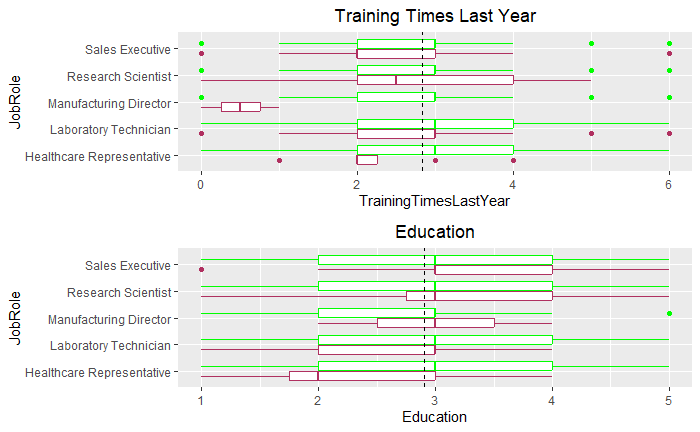 Training Times Last Year
JobRole
Sales Executive
Research Scientist
Manufacturing Director
Laboratory Technician
Healthcare Representative
0 2 4 6
TrainingTimesLastYear
Education
JobRole
Sales Executive
Research Scientist
Manufacturing Director
Laboratory Technician
Healthcare Representative
1 2 3 4 5
Education